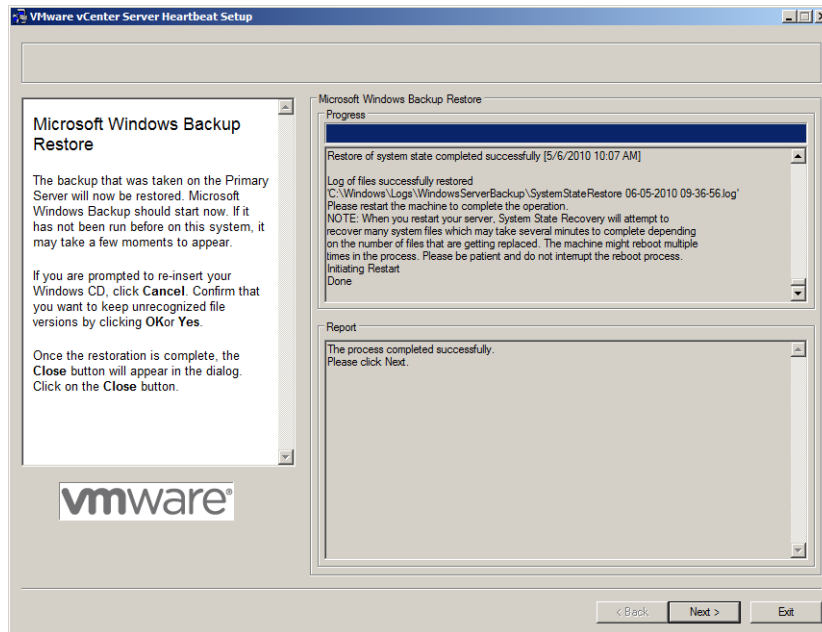 VMware vCenter Server Heartbeat Setup
Microsoft Windows Backup
Restore
The backup that was taken on the Primary
Server will now be restored. Microsoft
Windows Backup should start now. If it
has not been run before on this system, it
may take a few moments to appear.
If you are prompted to re-insert your
Windows CD, click Cancel. Confirm that
you want to keep unrecognized file
versions by clicking OKor Yes.
Once the restoration is complete, the
Close button will appear in the dialog.
Click on the Close button.
vmware®
Microsoft Windows Backup Restore
Progress
Restore of system state completed successfully [5/6/2010 10:07 AM]
Log of files successfully restored
'C:\Windows\Logs\WindowsServerBackup\SystemStateRestore 06-05-2010 09-36-56.log'
Please restart the machine to complete the operation.
NOTE: When you restart your server, System State Recovery will attempt to
recover many system files which may take several minutes to complete depending
on the number of files that are getting replaced. The machine might reboot multiple
times in the process. Please be patient and do not interrupt the reboot process.
Initiating Restart
Done
Report
The process completed successfully.
Please click Next.
< Back
Next >
Exit